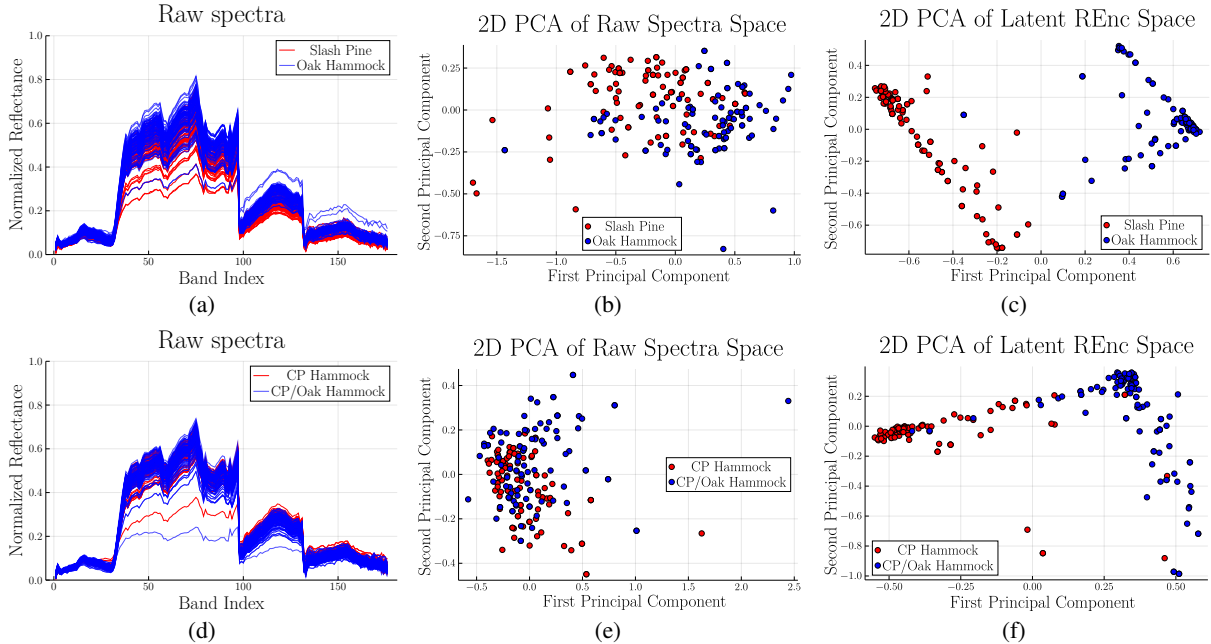 Raw spectra
1.0
0.8
0.6
0.4
0.2
0.0
0
50
100
150
Normalized Reflectance
Band Index
Slash Pine
Oak Hammock
(a)
2D PCA of Raw Spectra Space
0.25
0.00
−0.25
−0.50
−0.75
−1.5
−1.0
−0.5
0.0
0.5
1.0
Second Principal Component
First Principal Component
Slash Pine
Oak Hammock
(b)
2D PCA of Latent REnc Space
0.4
0.2
0.0
−0.2
−0.4
−0.6
−0.6
−0.4
−0.2
0.0
0.2
0.4
0.6
Second Principal Component
First Principal Component
Slash Pine
Oak Hammock
(c)
Raw spectra
1.0
0.8
0.6
0.4
0.2
0.0
0
50
100
150
Normalized Reflectance
Band Index
CP Hammock
CP/Oak Hammock
(d)
2D PCA of Raw Spectra Space
0.4
0.2
0.0
−0.2
−0.4
−0.5
0.0
0.5
1.0
1.5
2.0
2.5
Second Principal Component
First Principal Component
CP Hammock
CP/Oak Hammock
(e)
2D PCA of Latent REnc Space
0.25
0.00
−0.25
−0.50
−0.75
−1.00
−0.50
−0.25
0.00
0.25
0.50
Second Principal Component
First Principal Component
CP Hammock
CP/Oak Hammock
(f)